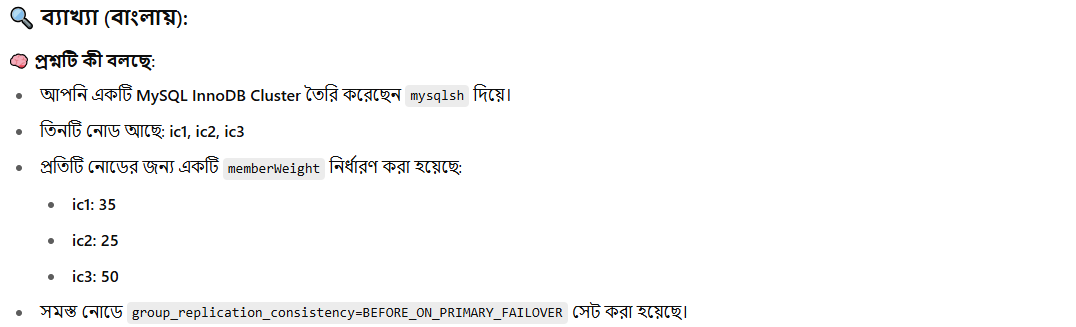 🔍 ব্যাখ্যা (বাংলায়):
🧠 প্রশ্নটি কী বলছে:
• আপনি একটি MySQL InnoDB Cluster তৈরি করেছেন mysqlsh দিয়ে।
• তিনটি নোড আছে: ic1, ic2, ic3
• প্রতিটি নোডের জন্য একটি memberWeight নির্ধারণ করা হয়েছে:
• ic1: 35
• ic2: 25
• ic3: 50
• সমস্ত নোডে group_replication_consistency=BEFORE_ON_PRIMARY_FAILOVER সেট করা হয়েছে।